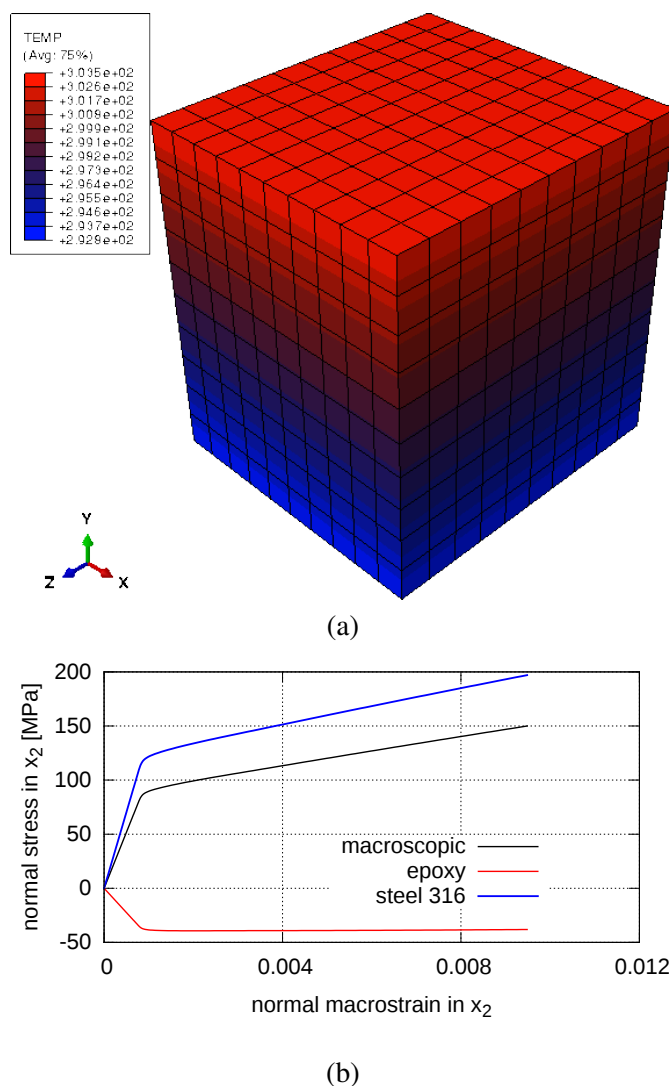 TEMP
(Avg: 75%)
+3.035e+02
+3.026e+02
+3.017e+02
+3.009e+02
+2.999e+02
+2.991e+02
+2.982e+02
+2.973e+02
+2.964e+02
+2.955e+02
+2.946e+02
+2.937e+02
+2.929e+02
Y
Z
X
(a)
normal stress in x₂ [MPa]
200
150
100
50
0
-50
macroscopic
epoxy
steel 316
0
0.004
0.008
0.012
normal macrostrain in x₂
(b)